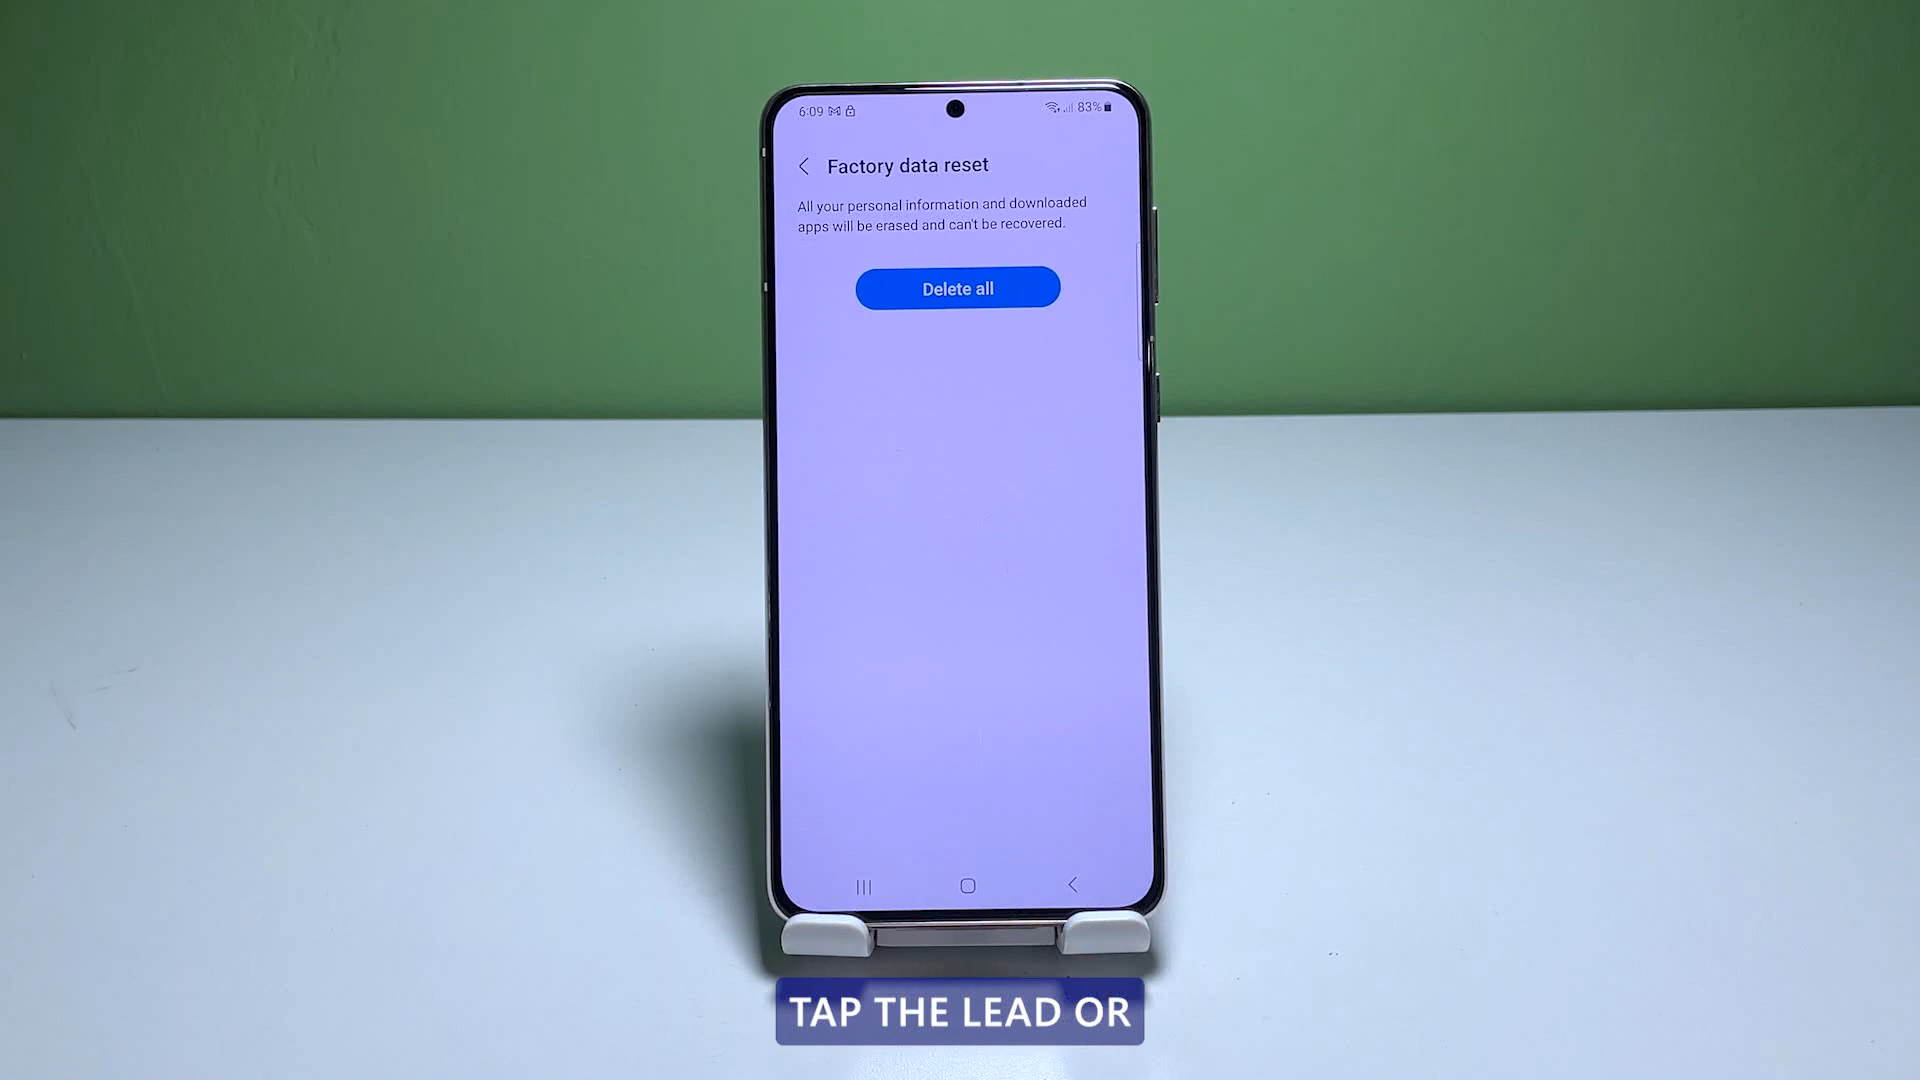 6:09
83%
Factory data reset
All your personal information and downloaded
apps will be erased and can't be recovered.
Delete all
TAP THE LEAD OR